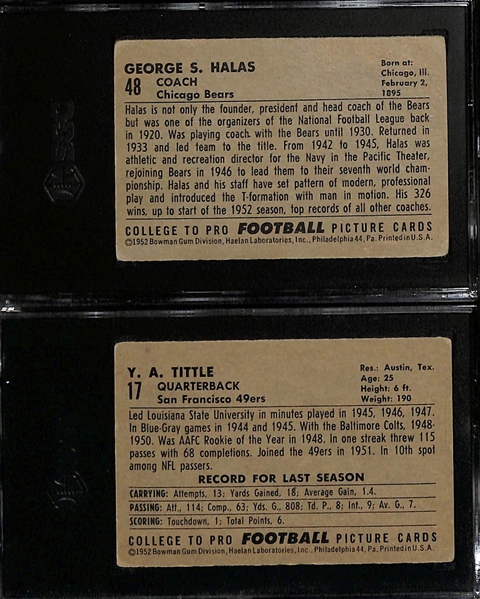 GEORGE S. HALAS
48 COACH
Chicago Bears
Born at:
Chicago, Ill.
February 2,
1895
Halas is not only the founder, president and head coach of the Bears
but was one of the organizers of the National Football League back
in 1920. Was playing coach with the Bears until 1930. Returned in
1933 and led team to the title. From 1942 to 1945, Halas was
athletic and recreation director for the Navy in the Pacific Theater,
rejoining Bears in 1946 to lead them to their seventh world cham-
pionship. Halas and his staff have set pattern of modern, professional
play and introduced the T-formation with man in motion. His 326
wins, up to start of the 1952 season, top records of all other coaches.
COLLEGE TO PRO FOOTBALL PICTURE CARDS
©1952 Bowman Gum Division, Haelan Laboratories, Inc., Philadelphia 44, Pa. Printed in U.S.A.
SGC
Y. A. TITTLE
17 QUARTERBACK
San Francisco 49ers
Res.: Austin, Tex.
Age: 25
Height: 6 ft.
Weight: 190
Led Louisiana State University in minutes played in 1945, 1946, 1947.
In Blue-Gray games in 1944 and 1945. With the Baltimore Colts, 1948-
1950. Was AAFC Rookie of the Year in 1948. In one streak threw 115
passes with 68 completions. Joined the 49ers in 1951. In 10th spot
among NFL passers.
RECORD FOR LAST SEASON
CARRYING: Attempts, 13; Yards Gained, 18; Average Gain, 1.4.
PASSING: Att., 114; Comp., 63; Yds. G., 808; Td. P., 8; Int., 9; Av. G., 7.
SCORING: Touchdown, 1; Total Points, 6.
COLLEGE TO PRO FOOTBALL PICTURE CARDS
©1952 Bowman Gum Division, Haelan Laboratories, Inc., Philadelphia 44, Pa. Printed in U.S.A.